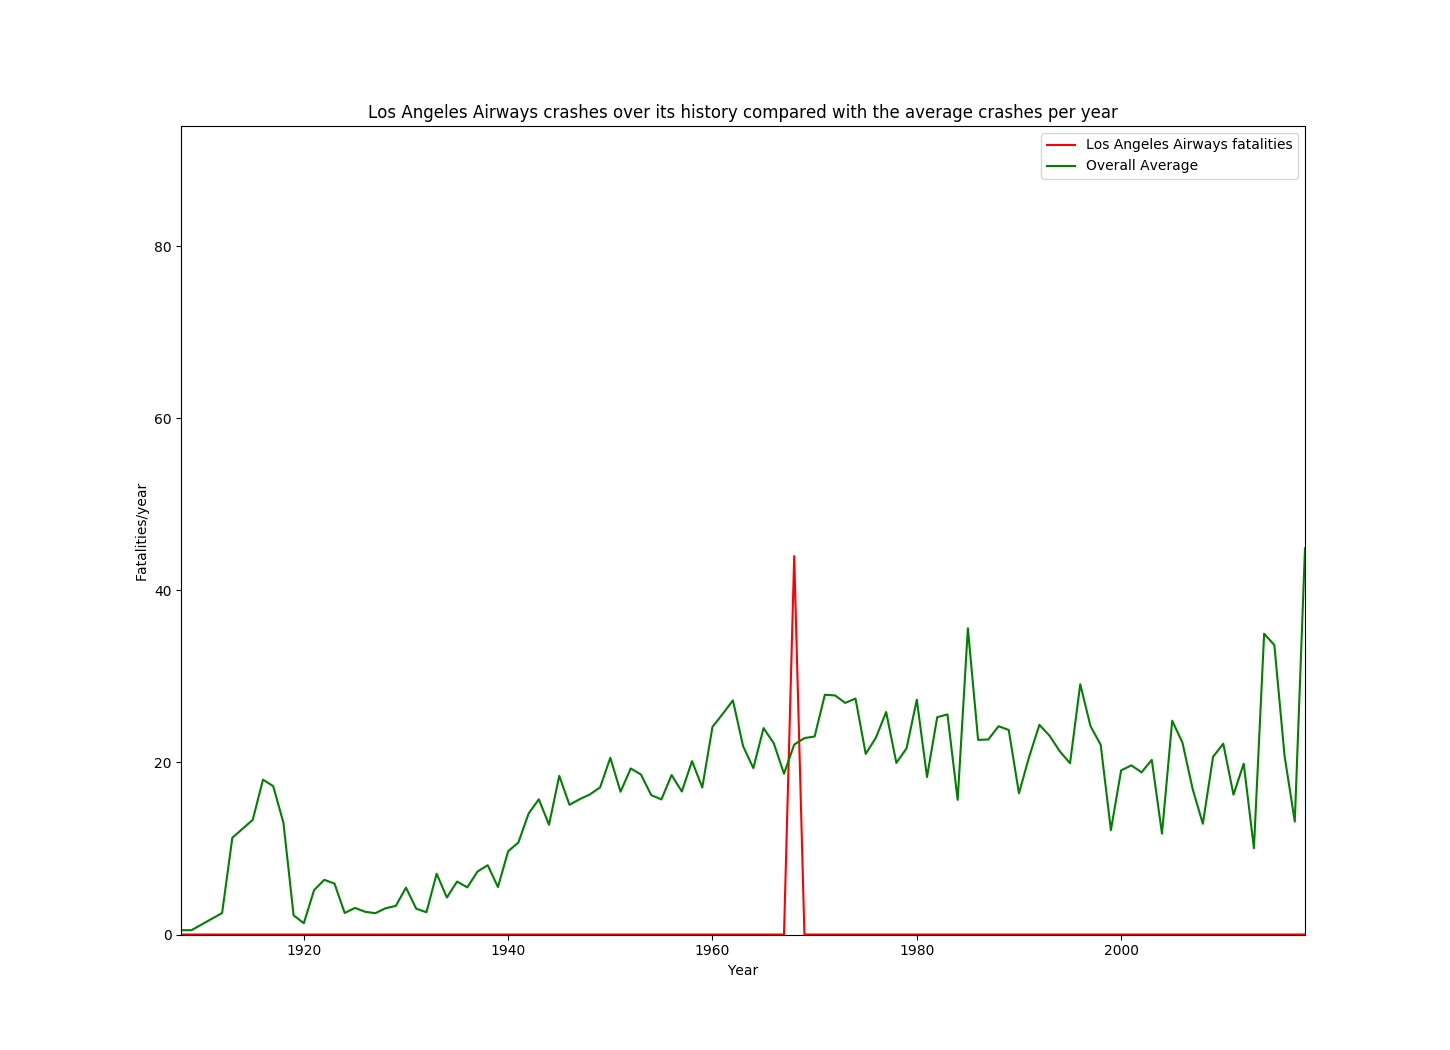 Los Angeles Airways crashes over its history compared with the average crashes per year
Los Angeles Airways fatalities
Overall Average
80
60
40
20
0
Fatalities/year
1920 1940 1960 1980 2000
Year